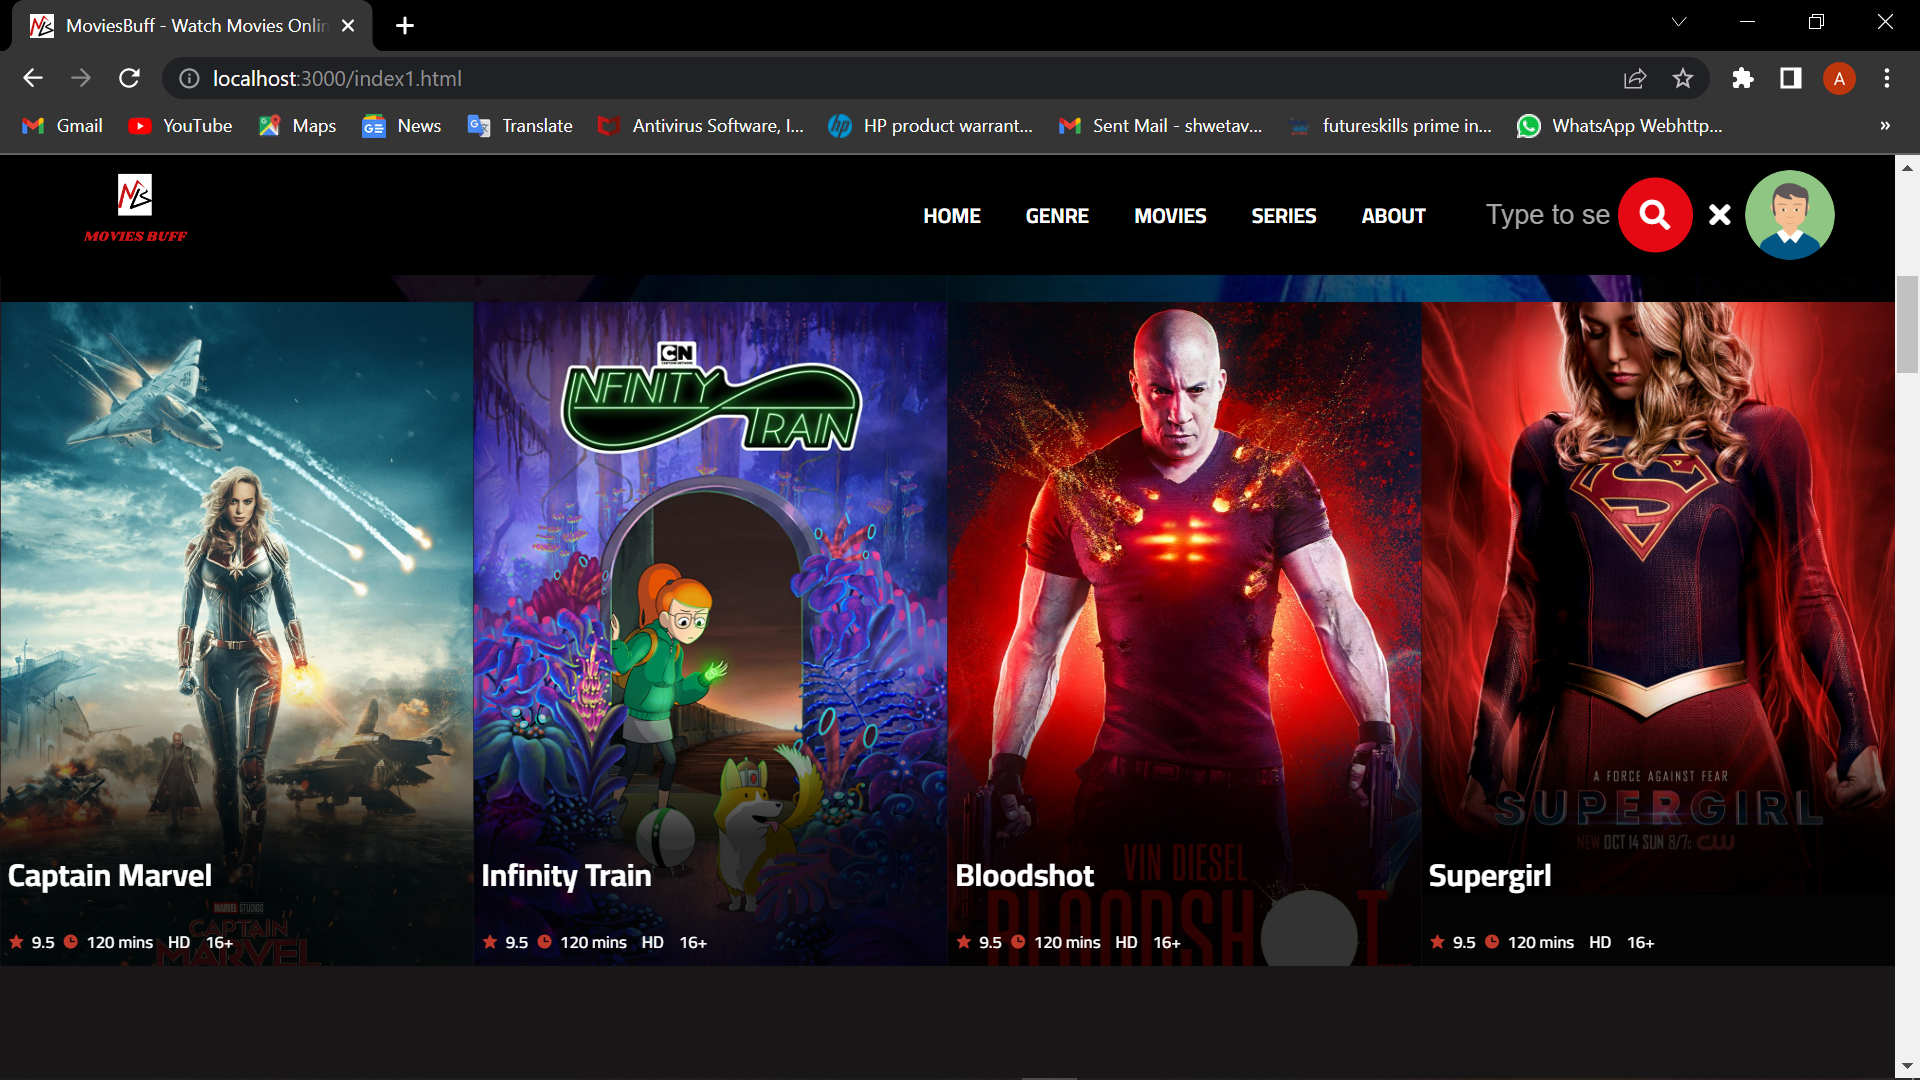 MoviesBuff - Watch Movies Onlin
localhost:3000/index1.html
A
Gmail YouTube Maps News Translate Antivirus Software, I... HP product warrant... Sent Mail - shwetav... futureskills prime in... WhatsApp Webhttp... »
MOVIES BUFF
HOME GENRE MOVIES SERIES ABOUT Type to se
CN
INFINITY
TRAIN
A FORCE AGAINST FEAR
SUPERGIRL
NEW OCT 14 SUN 8/7c CW
VIN DIESEL
BLOODSHOT
Captain Marvel Infinity Train Bloodshot Supergirl
MARVEL STUDIOS
CAPTAIN
MARVEL
9.5 120 mins HD 16+ 9.5 120 mins HD 16+ 9.5 120 mins HD 16+ 9.5 120 mins HD 16+